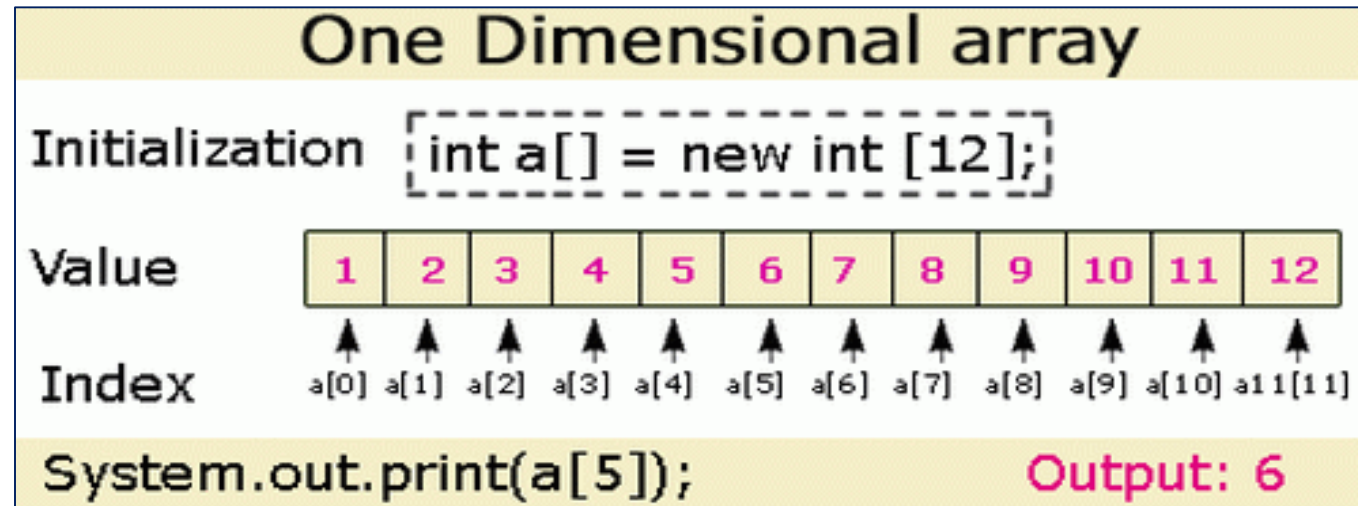 One Dimensional array
Initialization int a[] = new int [12];
Value 1 2 3 4 5 6 7 8 9 10 11 12
Index a[0] a[1] a[2] a[3] a[4] a[5] a[6] a[7] a[8] a[9] a[10] a11[11]
System.out.print(a[5]); Output: 6